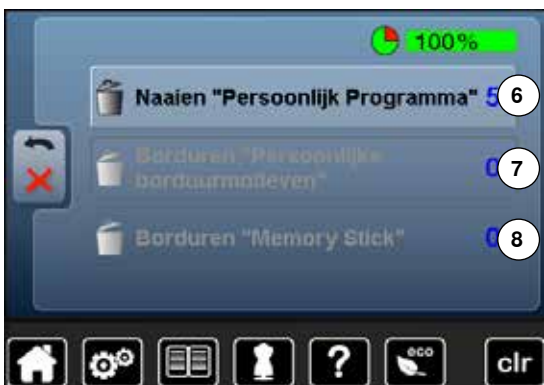 100%
Naaien "Persoonlijk Programma" 5 6
Borduren "Persoonlijke
borduurmotieven" 0 7
Borduren "Memory Stick" 0 8
? eco clr